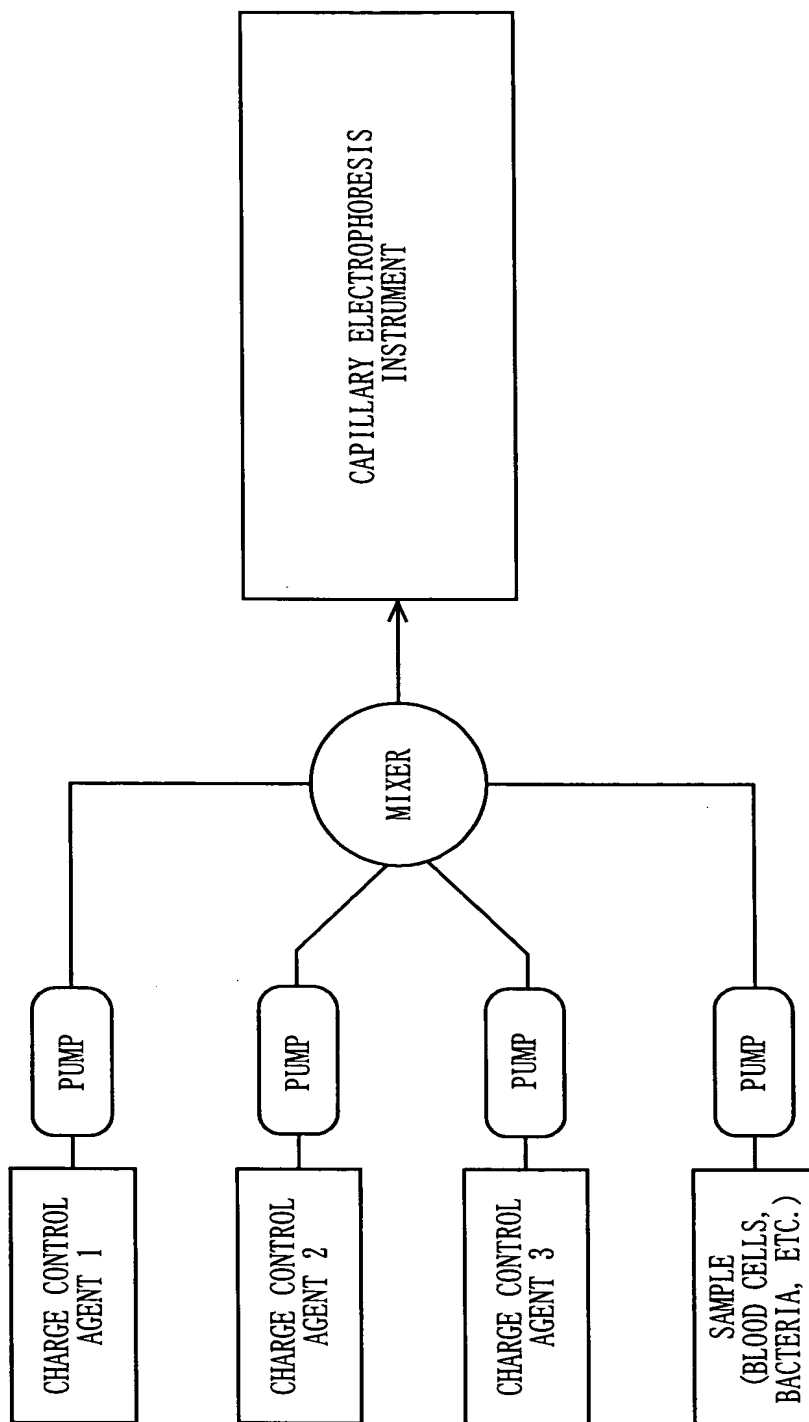 CHARGE CONTROL
AGENT 1
PUMP
CHARGE CONTROL
AGENT 2
PUMP
CHARGE CONTROL
AGENT 3
PUMP
SAMPLE
(BLOOD CELLS,
BACTERIA, ETC.)
PUMP
MIXER
CAPILLARY ELECTROPHORESIS
INSTRUMENT